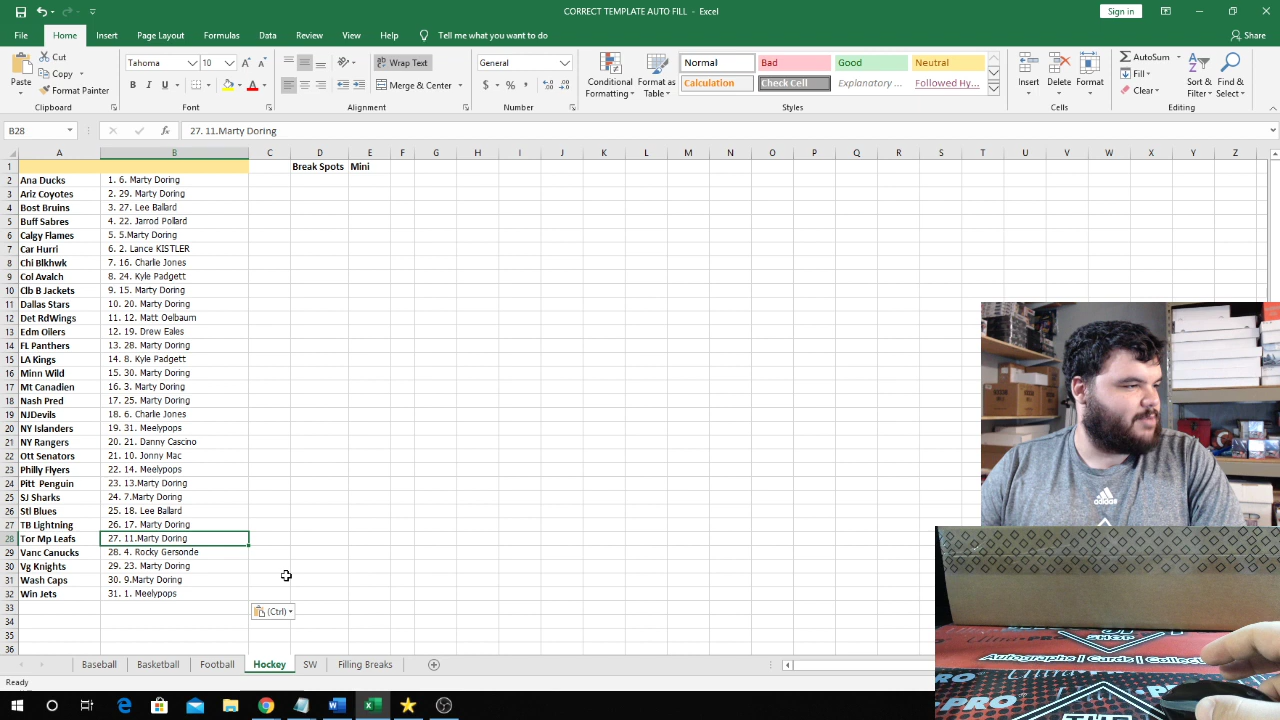 CORRECT TEMPLATE AUTO FILL - Excel
Sign in
File Home Insert Page Layout Formulas Data Review View Help Tell me what you want to do Share
Paste
Cut
Copy
Format Painter
Clipboard
Tahoma 10
B I U
Font
Wrap Text
Merge & Center
Alignment
General
$ % ,
Number
Conditional Formatting
Format as Table
Normal Bad Good Neutral
Calculation Check Cell Explanatory ... Followed Hy...
Styles
Insert Delete Format
Cells
AutoSum
Fill
Clear
Sort & Filter
Find & Select
Editing
B28 fx 27. 11.Marty Doring
A B C D E F G H I J K L M N O P Q R S T U V W X Y Z
1 Break Spots Mini
2 Ana Ducks 1. 6. Marty Doring
3 Ariz Coyotes 2. 29. Marty Doring
4 Bost Bruins 3. 27. Lee Ballard
5 Buff Sabres 4. 22. Jarrod Pollard
6 Calgy Flames 5. 5.Marty Doring
7 Car Hurri 6. 2. Lance KISTLER
8 Chi Blkhwk 7. 16. Charlie Jones
9 Col Avalch 8. 24. Kyle Padgett
10 Clb B Jackets 9. 15. Marty Doring
11 Dallas Stars 10. 20. Marty Doring
12 Det RdWings 11. 12. Matt Oelbaum
13 Edm Oilers 12. 19. Drew Eales
14 FL Panthers 13. 28. Marty Doring
15 LA Kings 14. 8. Kyle Padgett
16 Minn Wild 15. 30. Marty Doring
17 Mt Canadien 16. 3. Marty Doring
18 Nash Pred 17. 25. Marty Doring
19 NJDevils 18. 6. Charlie Jones
20 NY Islanders 19. 31. Meelypops
21 NY Rangers 20. 21. Danny Cascino
22 Ott Senators 21. 10. Jonny Mac
23 Philly Flyers 22. 14. Meelypops
24 Pitt Penguin 23. 13.Marty Doring
25 SJ Sharks 24. 7.Marty Doring
26 Stl Blues 25. 18. Lee Ballard
27 TB Lightning 26. 17. Marty Doring
28 Tor Mp Leafs 27. 11.Marty Doring
29 Vanc Canucks 28. 4. Rocky Gersonde
30 Vg Knights 29. 23. Marty Doring
31 Wash Caps 30. 9.Marty Doring
32 Win Jets 31. 1. Meelypops
33
34
35
36
(Ctrl)
adidas
Baseball Basketball Football Hockey SW Filling Breaks
Ready
SHOP
Autographs | Cards | Collect
PRO
THE